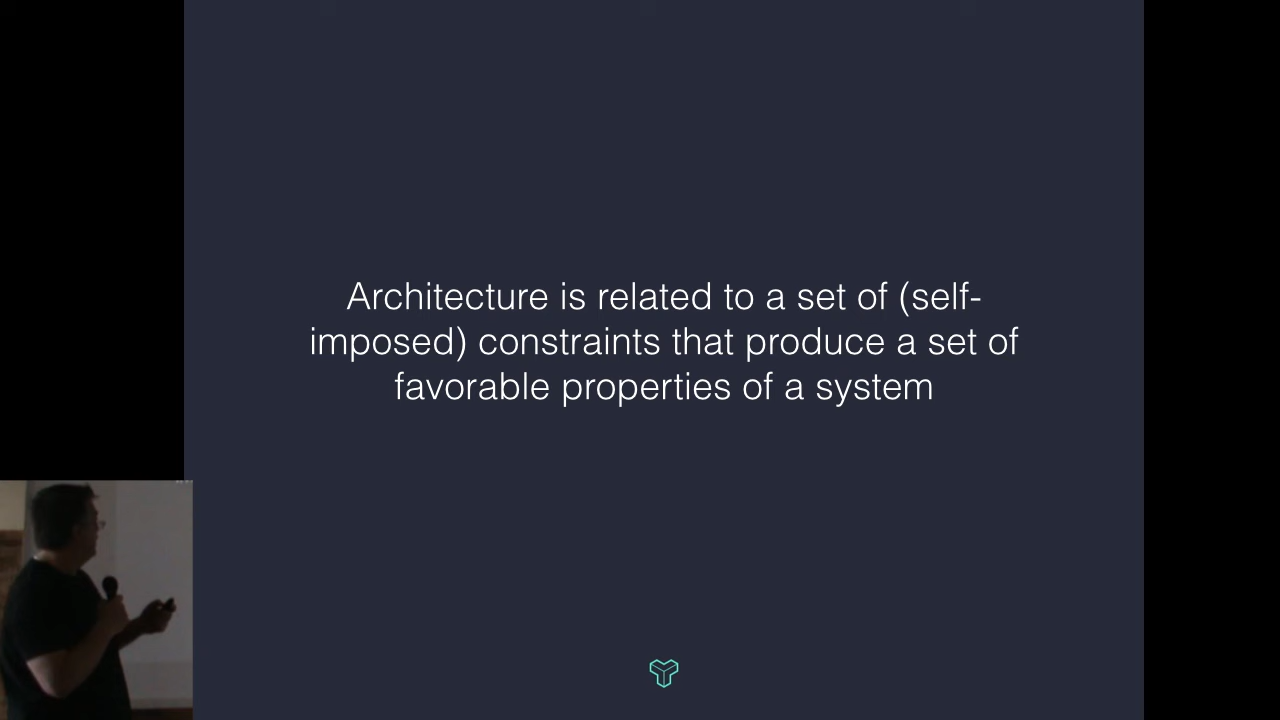 Architecture is related to a set of (self-
imposed) constraints that produce a set of
favorable properties of a system